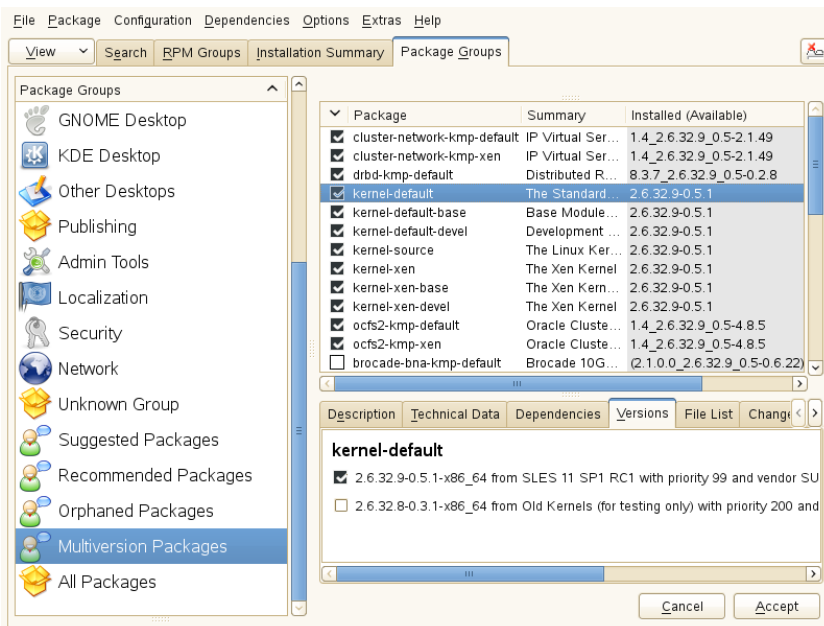 File Package Configuration Dependencies Options Extras Help
View Search RPM Groups Installation Summary Package Groups
Package Groups
GNOME Desktop
KDE Desktop
Other Desktops
Publishing
Admin Tools
Localization
Security
Network
Unknown Group
Suggested Packages
Recommended Packages
Orphaned Packages
Multiversion Packages
All Packages
Package Summary Installed (Available)
cluster-network-kmp-default IP Virtual Ser... 1.4_2.6.32.9_0.5-2.1.49
cluster-network-kmp-xen IP Virtual Ser... 1.4_2.6.32.9_0.5-2.1.49
drbd-kmp-default Distributed R... 8.3.7_2.6.32.9_0.5-0.2.8
kernel-default The Standard... 2.6.32.9-0.5.1
kernel-default-base Base Module... 2.6.32.9-0.5.1
kernel-default-devel Development ... 2.6.32.9-0.5.1
kernel-source The Linux Ker... 2.6.32.9-0.5.1
kernel-xen The Xen Kernel 2.6.32.9-0.5.1
kernel-xen-base The Xen Kern... 2.6.32.9-0.5.1
kernel-xen-devel The Xen Kernel 2.6.32.9-0.5.1
ocfs2-kmp-default Oracle Cluste... 1.4_2.6.32.9_0.5-4.8.5
ocfs2-kmp-xen Oracle Cluste... 1.4_2.6.32.9_0.5-4.8.5
brocade-bna-kmp-default Brocade 10G... (2.1.0.0_2.6.32.9_0.5-0.6.22)
Description Technical Data Dependencies Versions File List Change
kernel-default
2.6.32.9-0.5.1-x86_64 from SLES 11 SP1 RC1 with priority 99 and vendor SU
2.6.32.8-0.3.1-x86_64 from Old Kernels (for testing only) with priority 200 and
Cancel Accept